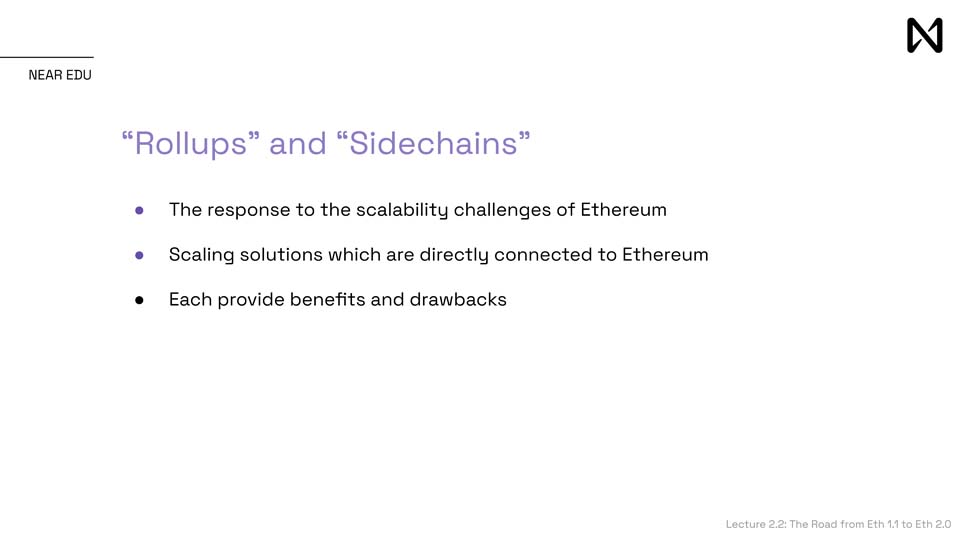 NEAR EDU
“Rollups” and “Sidechains”
● The response to the scalability challenges of Ethereum
● Scaling solutions which are directly connected to Ethereum
● Each provide benefits and drawbacks
Lecture 2.2: The Road from Eth 1.1 to Eth 2.0